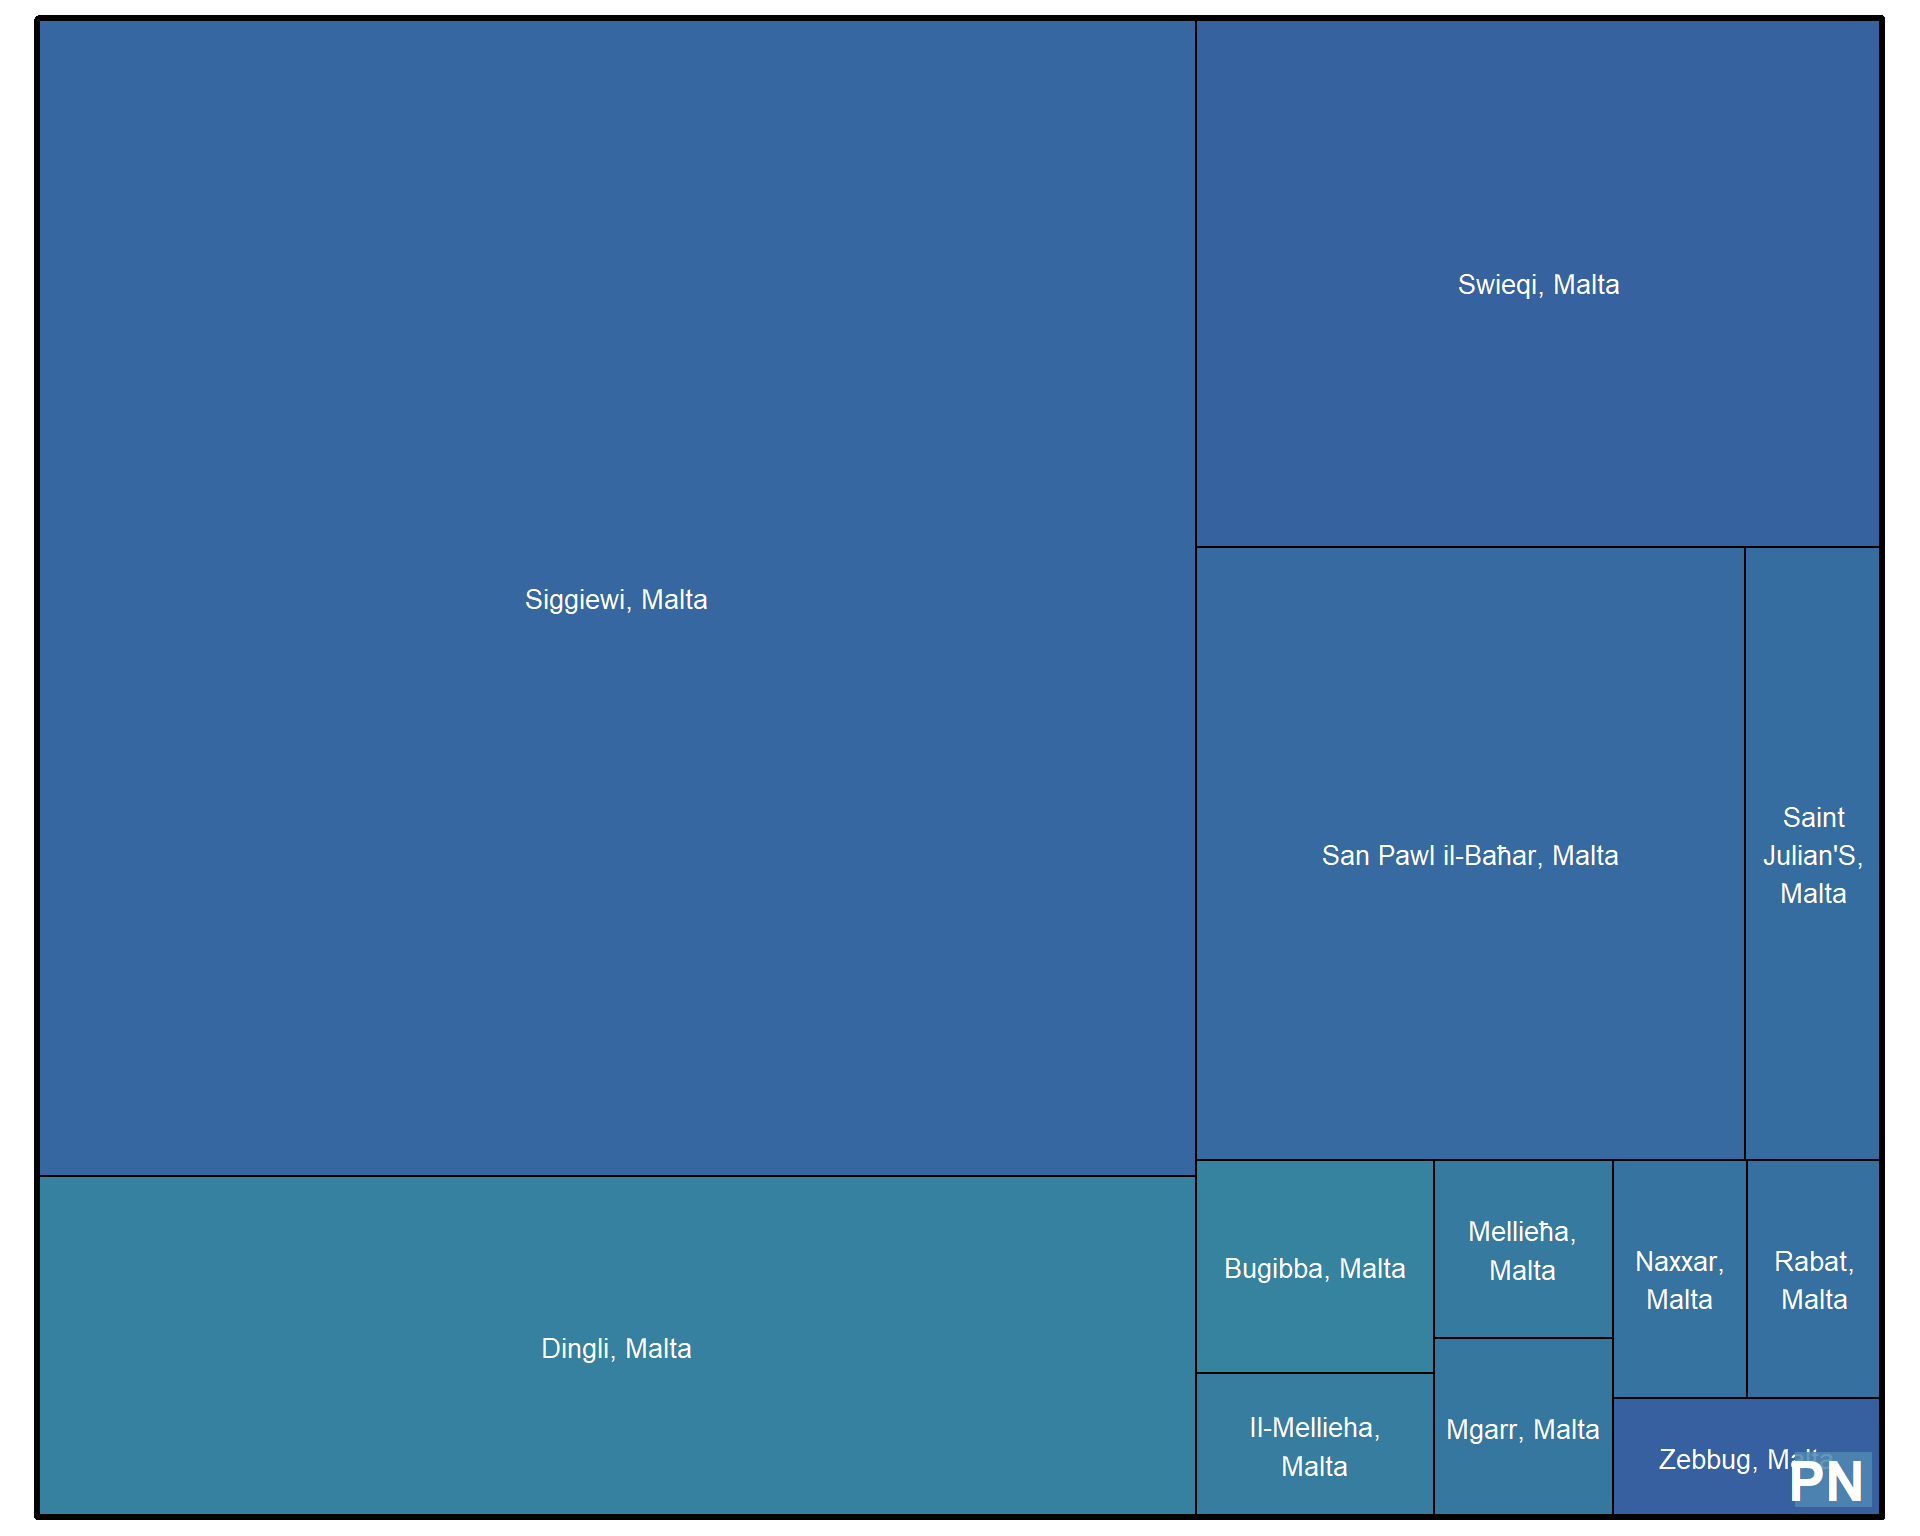 Siggiewi, Malta
Dingli, Malta
Swieqi, Malta
San Pawl il-Baħar, Malta
Saint
Julian'S,
Malta
Bugibba, Malta
Il-Mellieha,
Malta
Mellieħa,
Malta
Mgarr, Malta
Naxxar,
Malta
Rabat,
Malta
Zebbug, Malta
PN